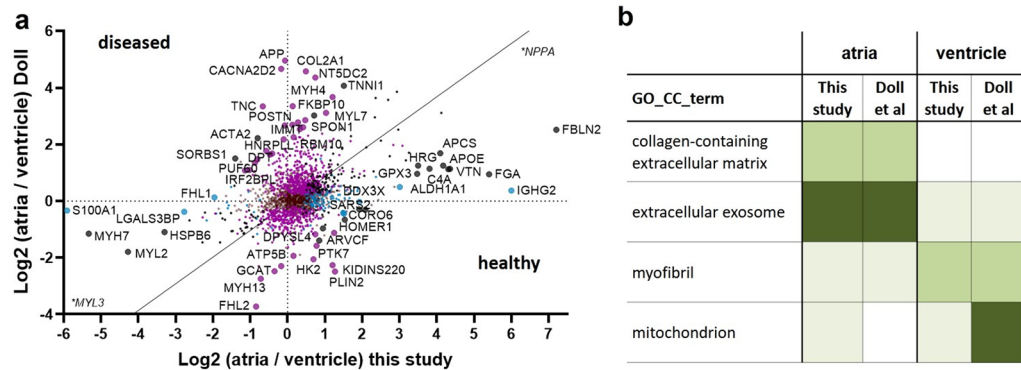 a
diseased
healthy
Log2 (atria / ventricle) Doll
Log2 (atria / ventricle) this study
6
4
2
0
-2
-4
-6
-5
-4
-3
-2
-1
0
1
2
3
4
5
6
7
*NPPA
*MYL3
APP
COL2A1
CACNA2D2
NT5DC2
TNNI1
MYH4
TNC
FKBP10
POSTN
MYL7
IMMT
SPON1
ACTA2
HNRPLL
RBM10
FBLN2
SORBS1
DPT
APCS
HRG
APOE
PUF60
GPX3
VTN
FGA
IRF2BPL
C4A
FHL1
DDX3X
ALDH1A1
IGHG2
S100A1
LGALS3BP
SARS2
CORO6
HOMER1
MYH7
HSPB6
DPYSL4
ARVCF
MYL2
ATP5B
PTK7
GCAT
HK2
KIDINS220
MYH13
PLIN2
FHL2
b
atria
ventricle
GO_CC_term
This
study
Doll
et al
This
study
Doll
et al
collagen-containing
extracellular matrix
extracellular exosome
myofibril
mitochondrion